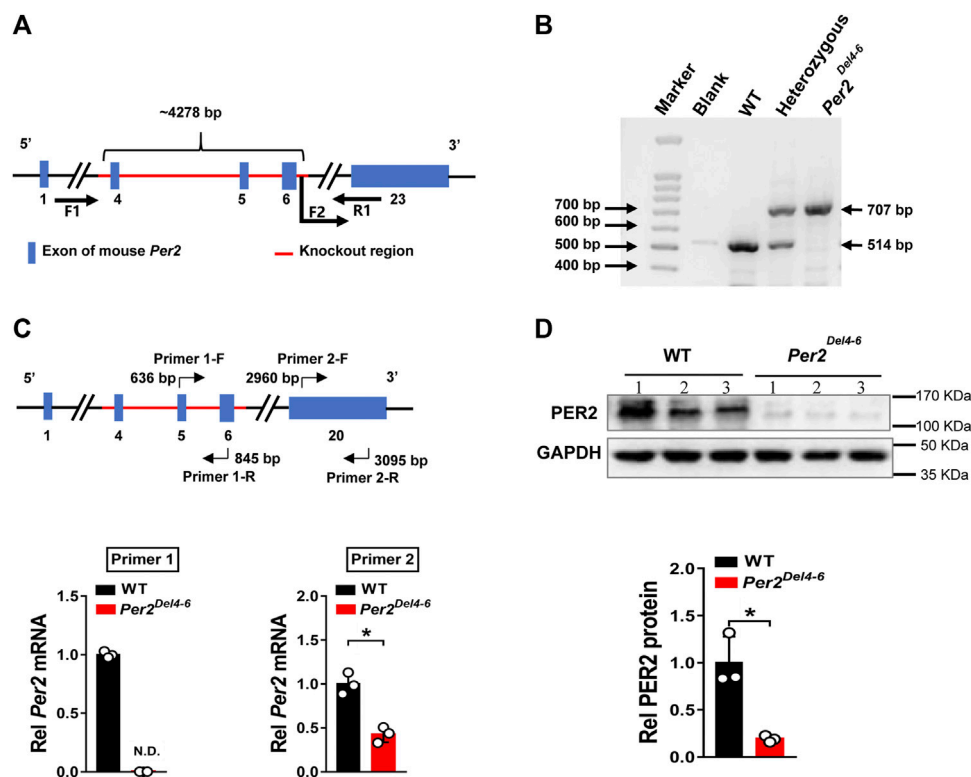 A
~4278 bp
5’
3’
1
F1
4
5
6
F2
R1
23
Exon of mouse Per2
Knockout region
B
Marker
Blank
WT
Heterozygous
Per2 Del4-6
700 bp
600 bp
500 bp
400 bp
707 bp
514 bp
C
Primer 1-F
636 bp
Primer 2-F
2960 bp
5’
3’
1
4
5
6
20
845 bp
Primer 1-R
3095 bp
Primer 2-R
Primer 1
WT
Per2Del4-6
Rel Per2 mRNA
1.5
1.0
0.5
0.0
N.D.
Primer 2
WT
Per2Del4-6
Rel Per2 mRNA
1.5
1.0
0.5
0.0
*
D
WT
Per2 Del4-6
1 2 3 1 2 3
PER2
GAPDH
170 KDa
100 KDa
50 KDa
35 KDa
WT
Per2Del4-6
Rel PER2 protein
2.0
1.5
1.0
0.5
0.0
*